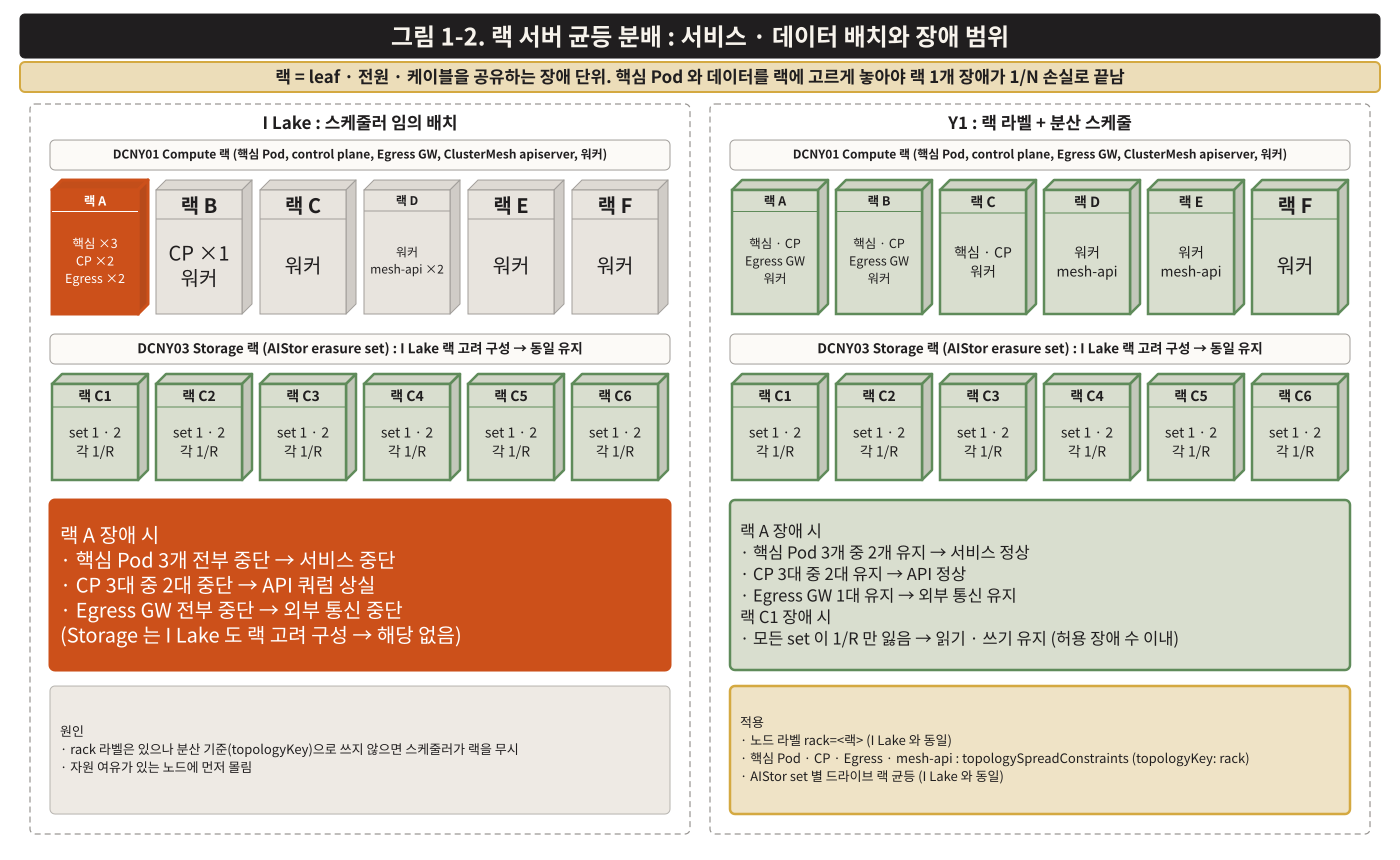 그림 1-2. 랙 서버 균등 분배 : 서비스 · 데이터 배치와 장애 범위
랙 = leaf · 전원 · 케이블을 공유하는 장애 단위. 핵심 Pod 와 데이터를 랙에 고르게 놓아야 랙 1개 장애가 1/N 손실로 끝남
I Lake : 스케줄러 임의 배치
DCNY01 Compute 랙 (핵심 Pod, control plane, Egress GW, ClusterMesh apiserver, 워커)
랙 A
핵심 ×3
CP ×2
Egress ×2
랙 B
CP ×1
워커
랙 C
워커
랙 D
워커
mesh-api ×2
랙 E
워커
랙 F
워커
DCNY03 Storage 랙 (AIStor erasure set) : I Lake 랙 고려 구성 → 동일 유지
랙 C1
set 1 · 2
각 1/R
랙 C2
set 1 · 2
각 1/R
랙 C3
set 1 · 2
각 1/R
랙 C4
set 1 · 2
각 1/R
랙 C5
set 1 · 2
각 1/R
랙 C6
set 1 · 2
각 1/R
랙 A 장애 시
· 핵심 Pod 3개 전부 중단 → 서비스 중단
· CP 3대 중 2대 중단 → API 쿼럼 상실
· Egress GW 전부 중단 → 외부 통신 중단
(Storage 는 I Lake 도 랙 고려 구성 → 해당 없음)
원인
· rack 라벨은 있으나 분산 기준(topologyKey)으로 쓰지 않으면 스케줄러가 랙을 무시
· 자원 여유가 있는 노드에 먼저 몰림
Y1 : 랙 라벨 + 분산 스케줄
DCNY01 Compute 랙 (핵심 Pod, control plane, Egress GW, ClusterMesh apiserver, 워커)
랙 A
핵심 · CP
Egress GW
워커
랙 B
핵심 · CP
Egress GW
워커
랙 C
핵심 · CP
워커
랙 D
워커
mesh-api
랙 E
워커
mesh-api
랙 F
워커
DCNY03 Storage 랙 (AIStor erasure set) : I Lake 랙 고려 구성 → 동일 유지
랙 C1
set 1 · 2
각 1/R
랙 C2
set 1 · 2
각 1/R
랙 C3
set 1 · 2
각 1/R
랙 C4
set 1 · 2
각 1/R
랙 C5
set 1 · 2
각 1/R
랙 C6
set 1 · 2
각 1/R
랙 A 장애 시
· 핵심 Pod 3개 중 2개 유지 → 서비스 정상
· CP 3대 중 2대 유지 → API 정상
· Egress GW 1대 유지 → 외부 통신 유지
랙 C1 장애 시
· 모든 set 이 1/R 만 잃음 → 읽기 · 쓰기 유지 (허용 장애 수 이내)
적용
· 노드 라벨 rack=<랙> (I Lake 와 동일)
· 핵심 Pod · CP · Egress · mesh-api : topologySpreadConstraints (topologyKey: rack)
· AIStor set 별 드라이브 랙 균등 (I Lake 와 동일)